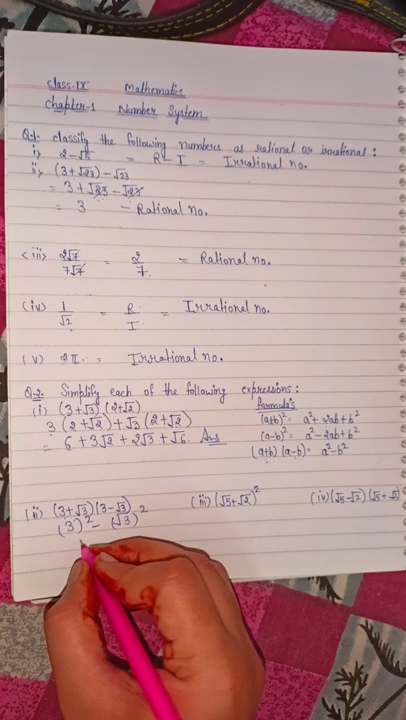 Class-IX Mathematics
Chapter-1 Number System
Q.1. Classify the following numbers as rational or irrational:
i) 2-√5 = R-I = Irrational no.
ii) (3+√23)-√23
= 3+√23-√23
= 3 - Rational no.
(iii) 2√7/7√7 = 2/7 = Rational no.
(iv) 1/√2 = R/I = Irrational no.
(v) 2π = Irrational no.
Q.2. Simplify each of the following expressions:
(i) (3+√3)(2+√2) formula's
3(2+√2)+√3(2+√2) (a+b)² = a²+2ab+b²
= 6+3√2+2√3+√6. Ans (a-b)² = a²-2ab+b²
(a+b)(a-b) = a²-b²
(ii) (3+√3)(3-√3) (iii) (√5+√2)² (iv) (√5-√2)(√5+√2)
(3)² - (√3)²